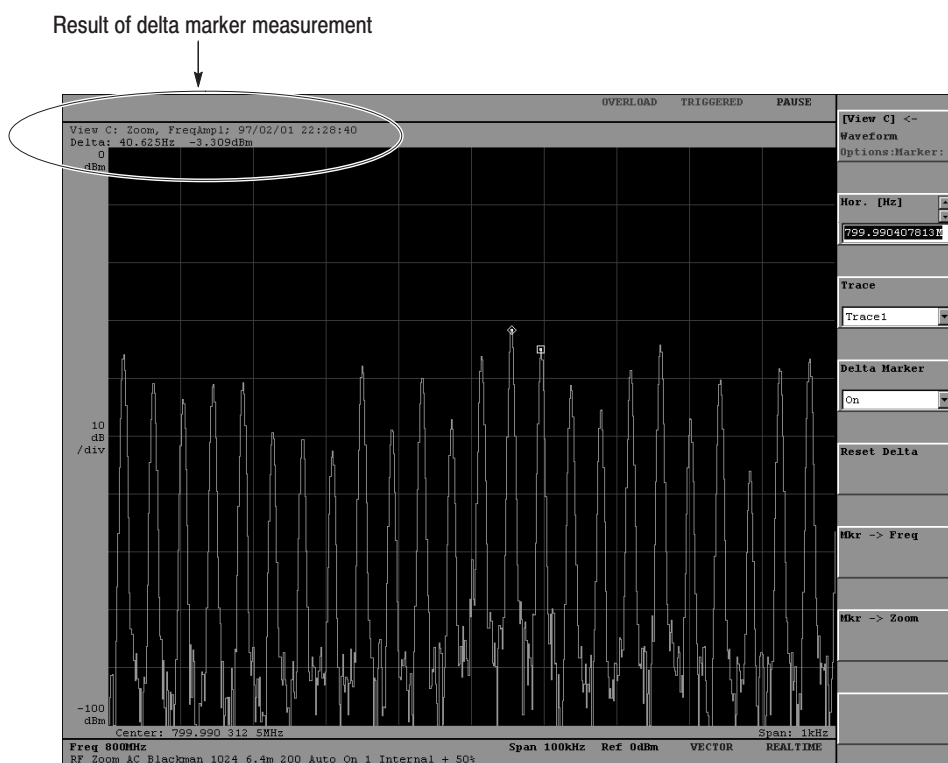 Result of delta marker measurement
OVERLOAD TRIGGERED PAUSE
View C: Zoom, FreqAmpl; 97/02/01 22:28:40
Delta: 40.625Hz -3.309dBm
0
dBm
10
dB
/div
-100
dBm
Center: 799.990 312 5MHz Span: 1kHz
Freq 800MHz Span 100kHz Ref 0dBm VECTOR REALTIME
RF Zoom AC Blackman 1024 6.4m 200 Auto On 1 Internal + 50%
[View C] <-
Waveform
Options:Marker:
Hor. [Hz]
799.990407813M
Trace
Trace1
Delta Marker
On
Reset Delta
Mkr -> Freq
Mkr -> Zoom